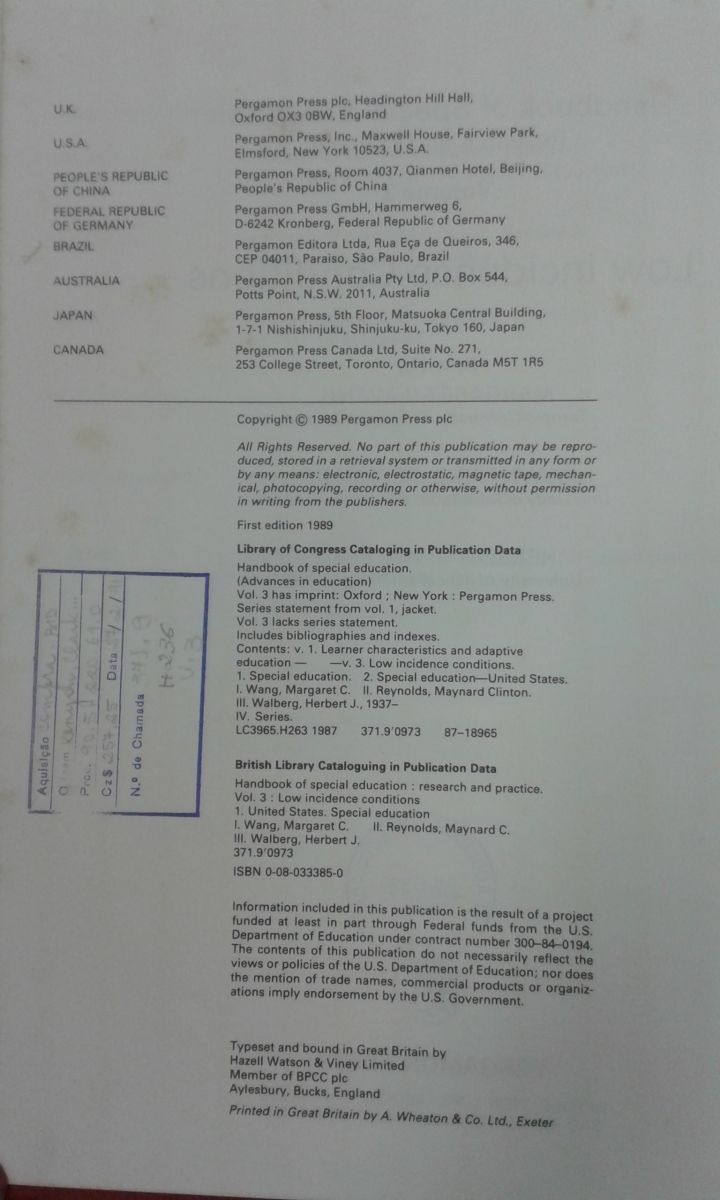 U.K. Pergamon Press plc, Headington Hill Hall,
Oxford OX3 0BW, England
U.S.A. Pergamon Press, Inc., Maxwell House, Fairview Park,
Elmsford, New York 10523, U.S.A.
PEOPLE'S REPUBLIC Pergamon Press, Room 4037, Qianmen Hotel, Beijing,
OF CHINA People's Republic of China
FEDERAL REPUBLIC Pergamon Press GmbH, Hammerweg 6,
OF GERMANY D-6242 Kronberg, Federal Republic of Germany
BRAZIL Pergamon Editora Ltda, Rua Eça de Queiros, 346,
CEP 04011, Paraiso, São Paulo, Brazil
AUSTRALIA Pergamon Press Australia Pty Ltd, P.O. Box 544,
Potts Point, N.S.W. 2011, Australia
JAPAN Pergamon Press, 5th Floor, Matsuoka Central Building,
1-7-1 Nishishinjuku, Shinjuku-ku, Tokyo 160, Japan
CANADA Pergamon Press Canada Ltd, Suite No. 271,
253 College Street, Toronto, Ontario, Canada M5T 1R5
Copyright © 1989 Pergamon Press plc
All Rights Reserved. No part of this publication may be repro-
duced, stored in a retrieval system or transmitted in any form or
by any means: electronic, electrostatic, magnetic tape, mechan-
ical, photocopying, recording or otherwise, without permission
in writing from the publishers.
First edition 1989
Library of Congress Cataloging in Publication Data
Handbook of special education.
(Advances in education)
Vol. 3 has imprint: Oxford ; New York : Pergamon Press.
Series statement from vol. 1, jacket.
Vol. 3 lacks series statement.
Includes bibliographies and indexes.
Contents: v. 1. Learner characteristics and adaptive
education — —v. 3. Low incidence conditions.
1. Special education. 2. Special education—United States.
I. Wang, Margaret C. II. Reynolds, Maynard Clinton.
III. Walberg, Herbert J., 1937–
IV. Series.
LC3965.H263 1987 371.9'0973 87-18965
British Library Cataloguing in Publication Data
Handbook of special education : research and practice.
Vol. 3 : Low incidence conditions
1. United States. Special education
I. Wang, Margaret C. II. Reynolds, Maynard C.
III. Walberg, Herbert J.
371.9'0973
ISBN 0-08-033385-0
Information included in this publication is the result of a project
funded at least in part through Federal funds from the U.S.
Department of Education under contract number 300–84–0194.
The contents of this publication do not necessarily reflect the
views or policies of the U.S. Department of Education; nor does
the mention of trade names, commercial products or organiz-
ations imply endorsement by the U.S. Government.
Typeset and bound in Great Britain by
Hazell Watson & Viney Limited
Member of BPCC plc
Aylesbury, Bucks, England
Printed in Great Britain by A. Wheaton & Co. Ltd., Exeter
Aquisição
Cz$ Data
N.º de Chamada 371.9
H236
V.3